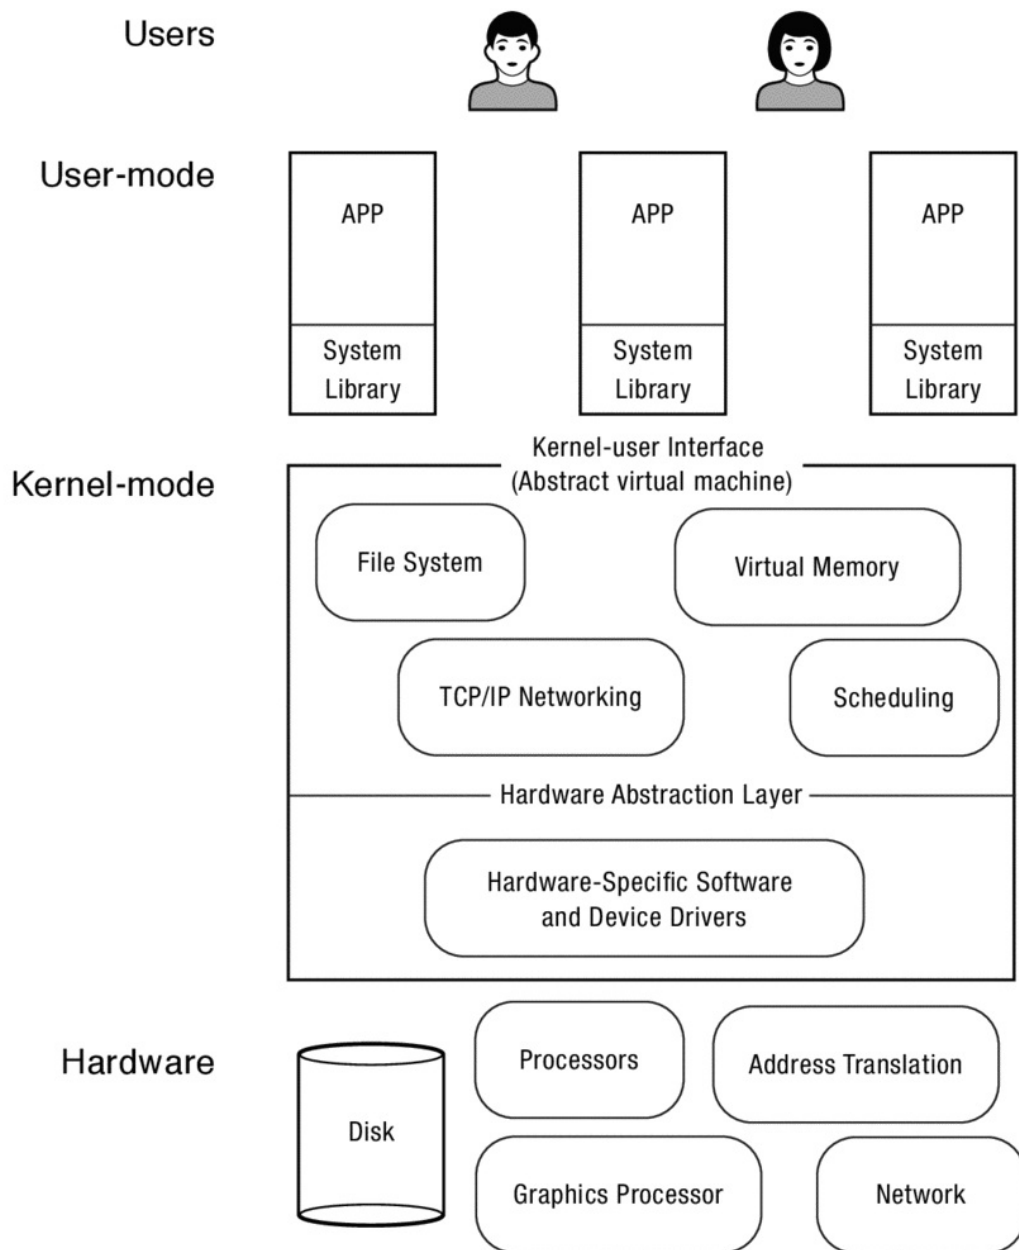 Users
User-mode
APP
APP
APP
System
Library
System
Library
System
Library
Kernel-mode
Kernel-user Interface
(Abstract virtual machine)
File System
Virtual Memory
TCP/IP Networking
Scheduling
Hardware Abstraction Layer
Hardware-Specific Software
and Device Drivers
Hardware
Disk
Processors
Address Translation
Graphics Processor
Network